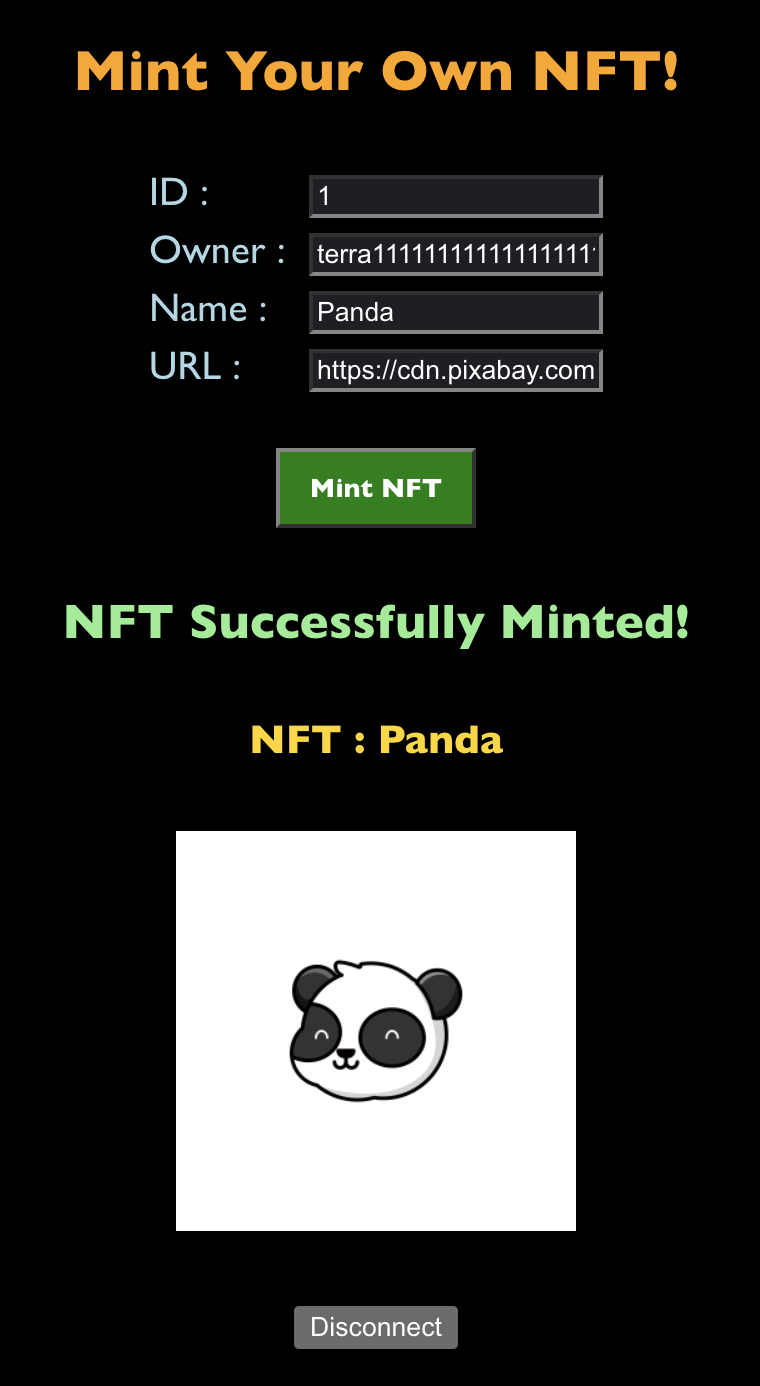 Mint Your Own NFT!
ID : 1
Owner : terra1111111111111111
Name : Panda
URL : https://cdn.pixabay.com
Mint NFT
NFT Successfully Minted!
NFT : Panda
Disconnect